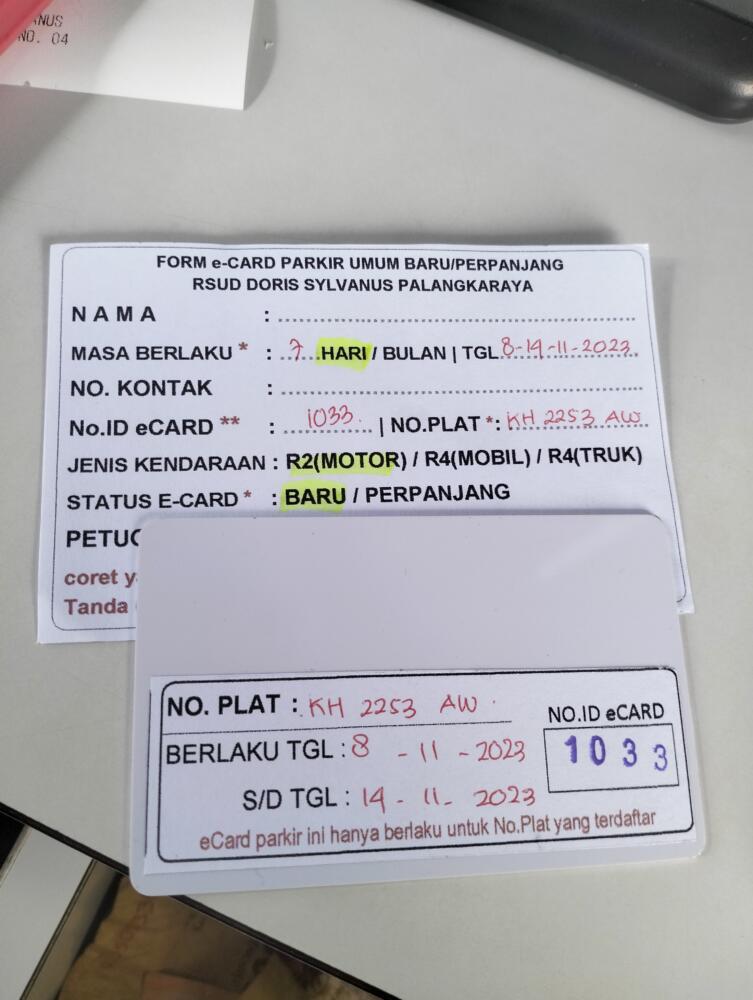 ANUS
NO. 04
FORM e-CARD PARKIR UMUM BARU/PERPANJANG
RSUD DORIS SYLVANUS PALANGKARAYA
N A M A :
MASA BERLAKU * : 7 HARI / BULAN | TGL 8-14-11-2023
NO. KONTAK :
No.ID eCARD ** : 1033 | NO.PLAT *: KH 2253 AW
JENIS KENDARAAN : R2(MOTOR) / R4(MOBIL) / R4(TRUK)
STATUS E-CARD * : BARU / PERPANJANG
PETUG
coret y
Tanda
NO. PLAT : KH 2253 AW
NO.ID eCARD
BERLAKU TGL : 8 - 11 - 2023
1033
S/D TGL : 14 - 11 - 2023
eCard parkir ini hanya berlaku untuk No.Plat yang terdaftar